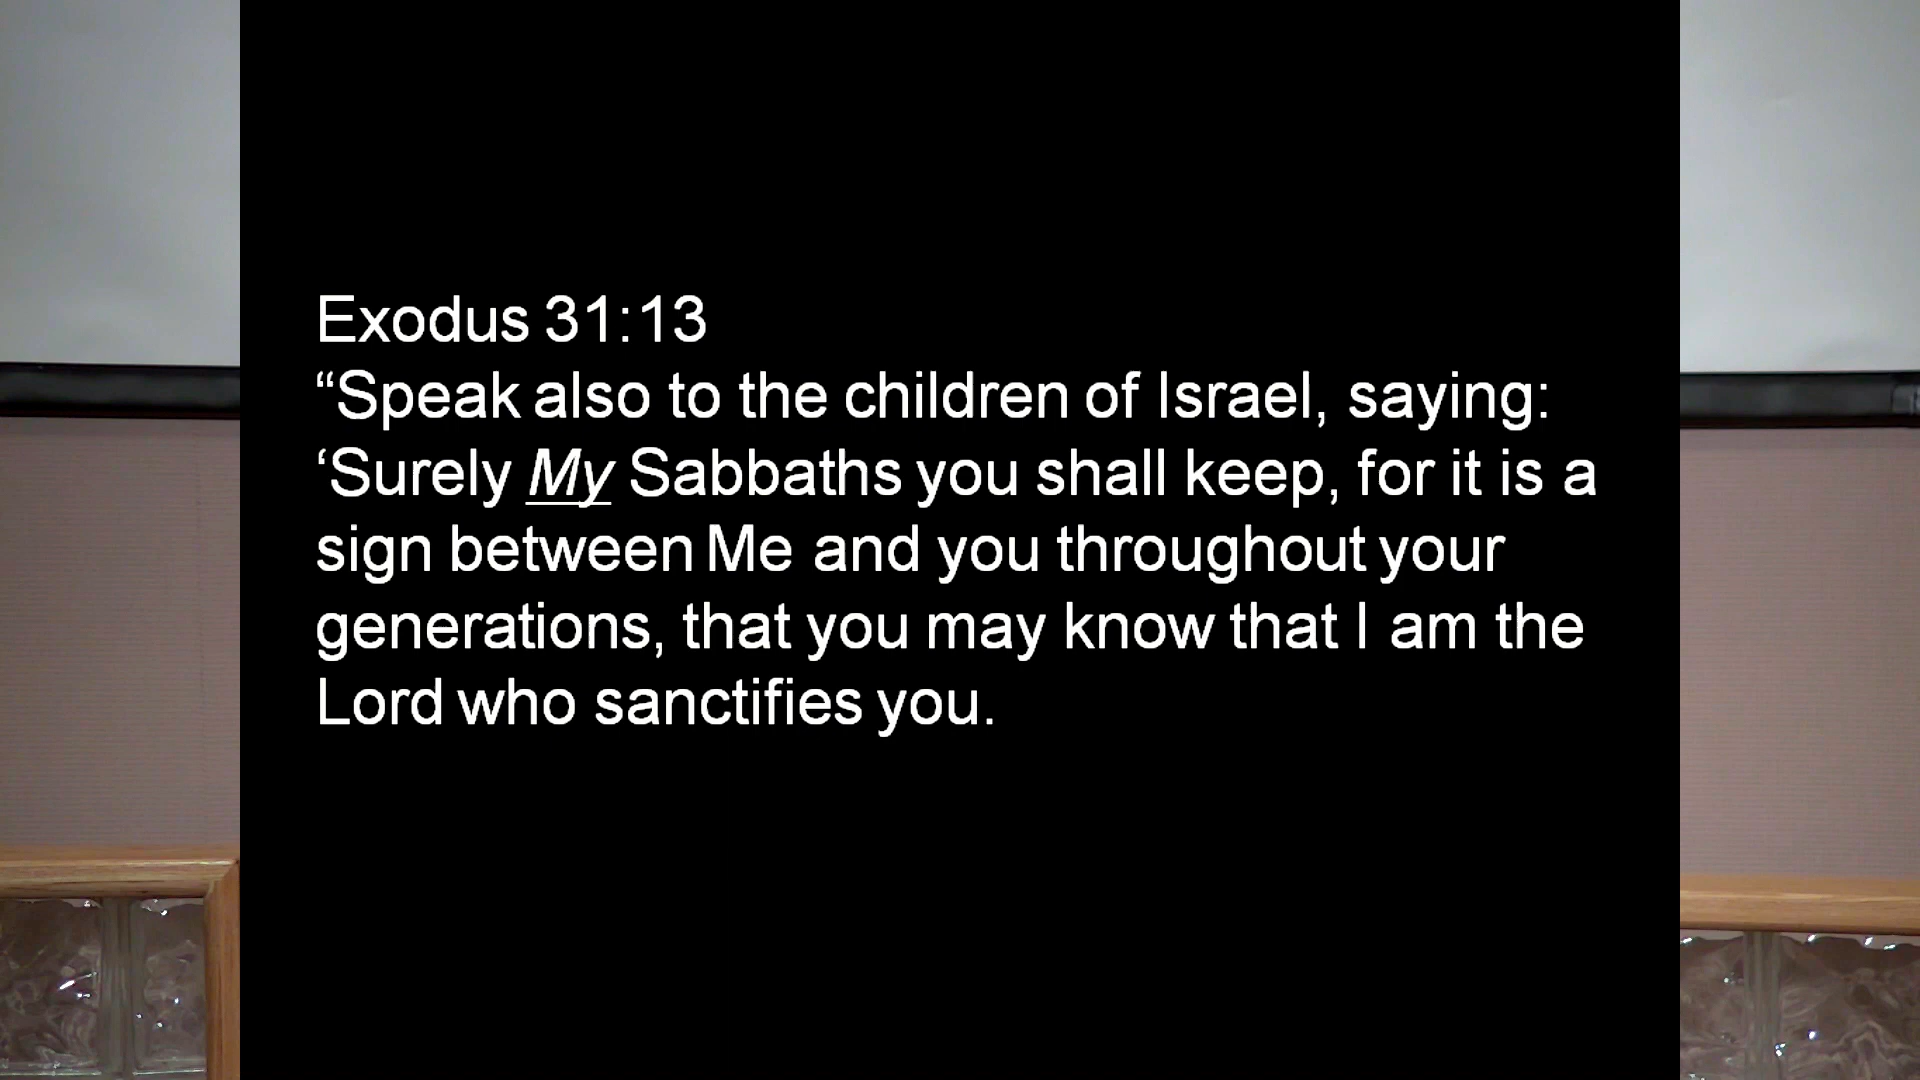 Exodus 31:13
“Speak also to the children of Israel, saying:
‘Surely My Sabbaths you shall keep, for it is a
sign between Me and you throughout your
generations, that you may know that I am the
Lord who sanctifies you.